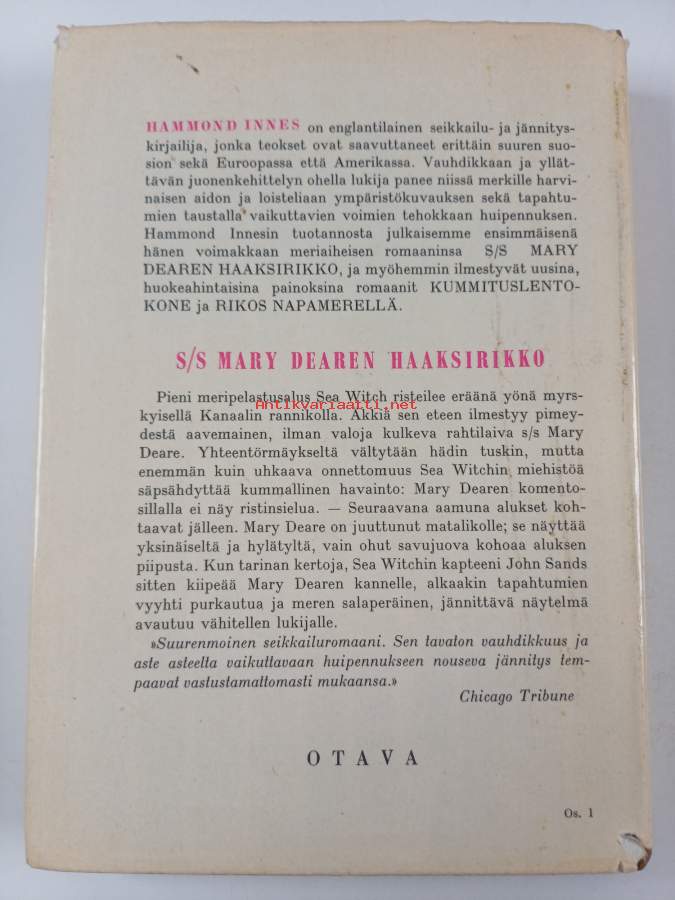 HAMMOND INNES on englantilainen seikkailu- ja jännitys-
kirjailija, jonka teokset ovat saavuttaneet erittäin suuren suo-
sion sekä Euroopassa että Amerikassa. Vauhdikkaan ja yllät-
tävän juonenkehittelyn ohella lukija panee niissä merkille harvi-
naisen aidon ja loisteliaan ympäristökuvauksen sekä tapahtu-
mien taustalla vaikuttavien voimien tehokkaan huipennuksen.
Hammond Innesin tuotannosta julkaisemme ensimmäisenä
hänen voimakkaan meriaiheisen romaaninsa S/S MARY
DEAREN HAAKSIRIKKO, ja myöhemmin ilmestyvät uusina,
huokeahintaisina painoksina romaanit KUMMITUSLENTO-
KONE ja RIKOS NAPAMERELLÄ.
S/S MARY DEAREN HAAKSIRIKKO
Pieni meripelastusalus Sea Witch risteilee eräänä yönä myrs-
kyisellä Kanaalin rannikolla. Äkkiä sen eteen ilmestyy pimey-
Antikvariaatti.net
destä aavemainen, ilman valoja kulkeva rahtilaiva s/s Mary
Deare. Yhteentörmäykseltä vältytään hädin tuskin, mutta
enemmän kuin uhkaava onnettomuus Sea Witchin miehistöä
säpsähdyttää kummallinen havainto: Mary Dearen komento-
sillalla ei näy ristinsielua. — Seuraavana aamuna alukset koh-
taavat jälleen. Mary Deare on juuttunut matalikolle; se näyttää
yksinäiseltä ja hylätyltä, vain ohut savujuova kohoaa aluksen
piipusta. Kun tarinan kertoja, Sea Witchin kapteeni John Sands
sitten kiipeää Mary Dearen kannelle, alkaakin tapahtumien
vyyhti purkautua ja meren salaperäinen, jännittävä näytelmä
avautuu vähitellen lukijalle.
»Suurenmoinen seikkailuromaani. Sen tavaton vauhdikkuus ja
aste asteelta vaikuttavaan huipennukseen nouseva jännitys tem-
paavat vastustamattomasti mukaansa.»
Chicago Tribune
OTAVA
Os. 1